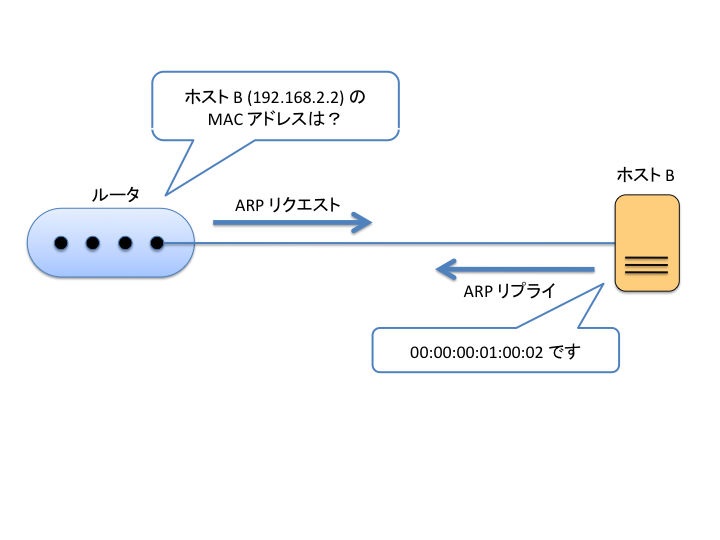 ホスト B (192.168.2.2) の
MAC アドレスは？
ルータ
ARP リクエスト
ホスト B
ARP リプライ
00:00:00:01:00:02 です